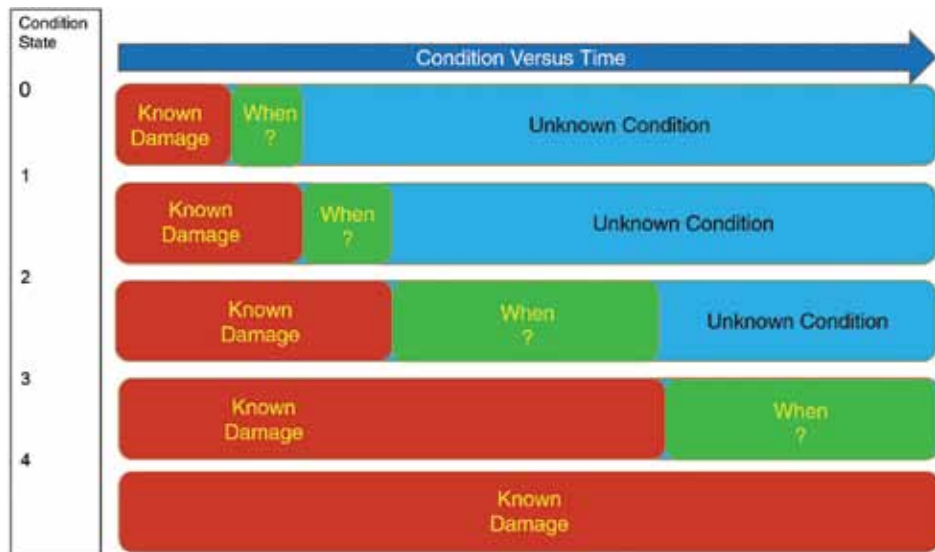 Condition
State
Condition Versus Time
0
Known
Damage
When
?
Unknown Condition
1
Known
Damage
When
?
Unknown Condition
2
Known
Damage
When
?
Unknown Condition
3
Known
Damage
When
?
4
Known
Damage